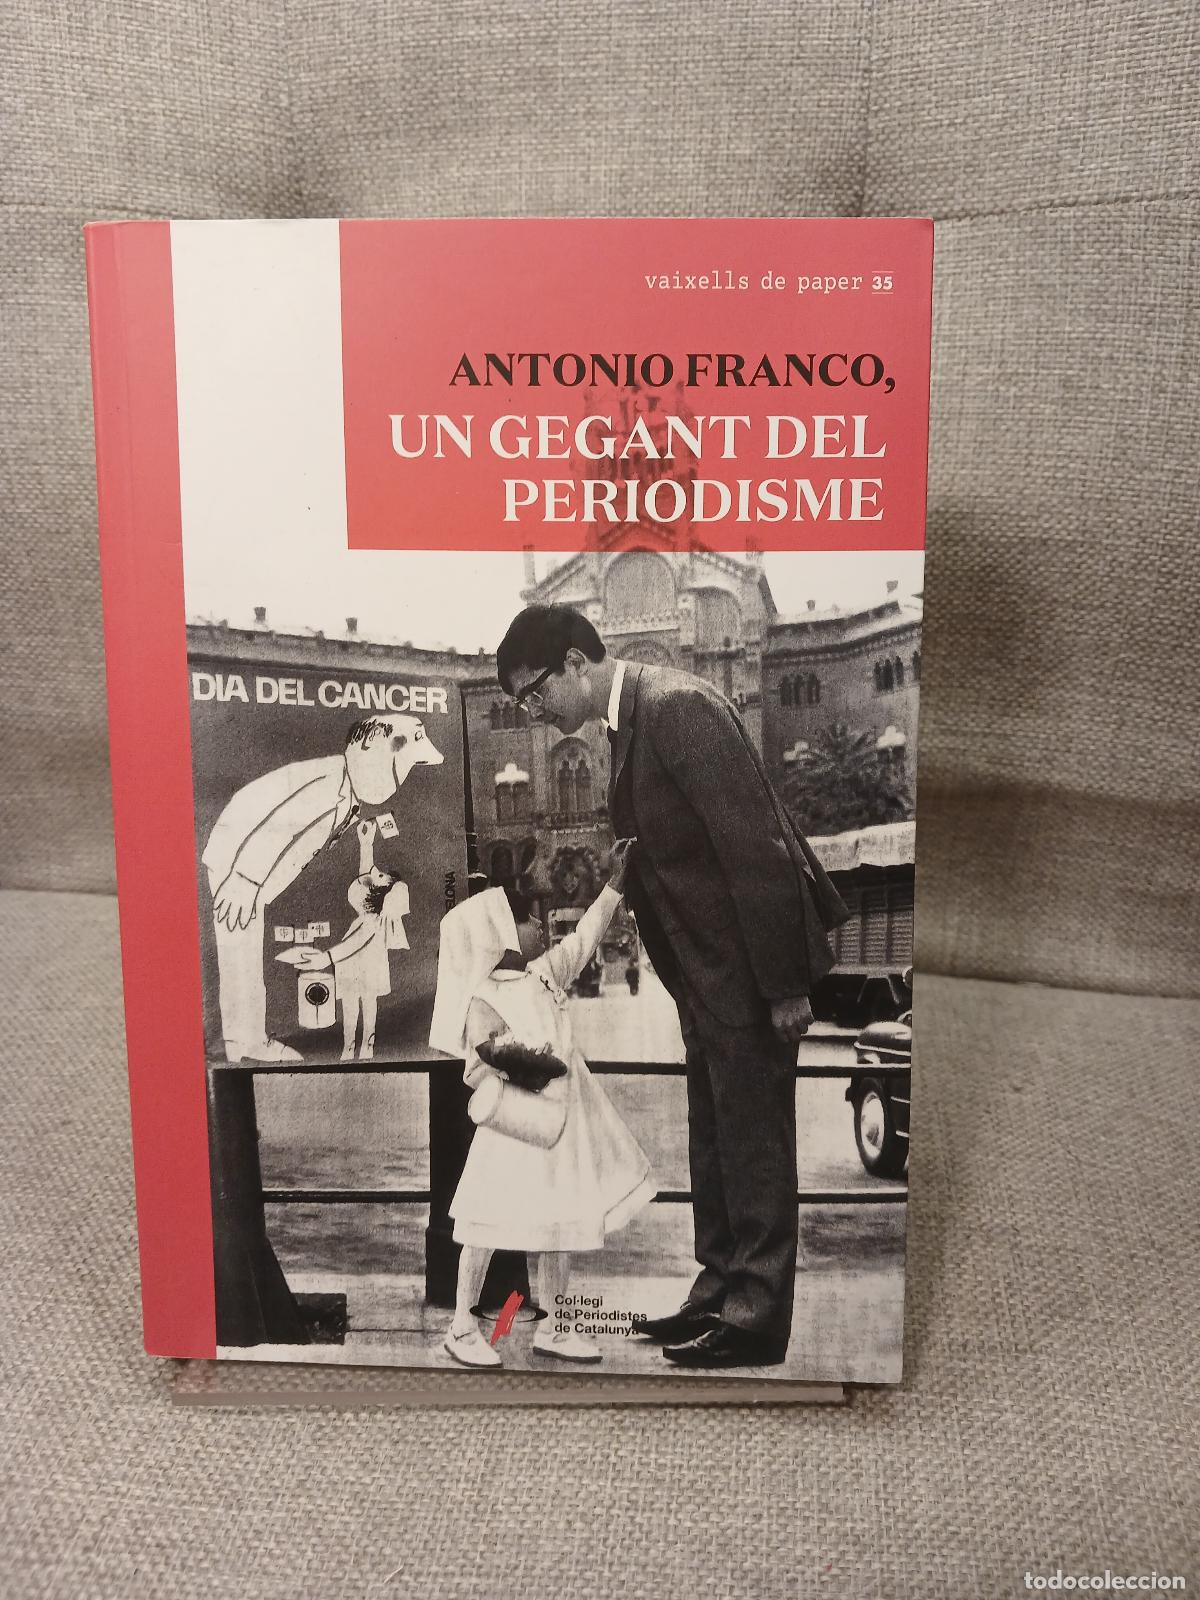 vaixells de paper 35
ANTONIO FRANCO,
UN GEGANT DEL
PERIODISME
DIA DEL CANCER
Col·legi
de Periodistes
de Catalunya
todocoleccion